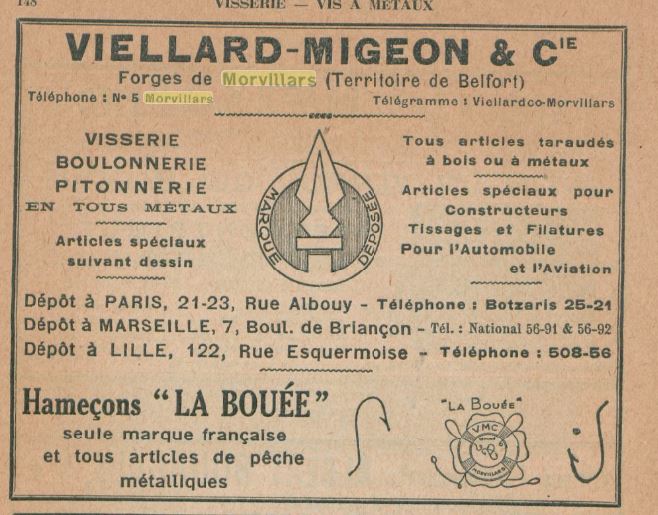 148 VISSERIE — VIS A MÉTAUX
VIELLARD-MIGEON & CIE
Forges de Morvillars (Territoire de Belfort)
Téléphone : No 5 Morvillars
Télégramme : Viellardco-Morvillars
VISSERIE
BOULONNERIE
PITONNERIE
EN TOUS MÉTAUX
Articles spéciaux
suivant dessin
MARQUE DÉPOSÉE
Tous articles taraudés
à bois ou à métaux
Articles spéciaux pour
Constructeurs
Tissages et Filatures
Pour l'Automobile
et l'Aviation
Dépôt à PARIS, 21-23, Rue Albouy - Téléphone : Botzaris 25-21
Dépôt à MARSEILLE, 7, Boul. de Briançon - Tél. : National 56-91 & 56-92
Dépôt à LILLE, 122, Rue Esquermoise - Téléphone : 508-56
Hameçons "LA BOUÉE"
seule marque française
et tous articles de pêche
métalliques
"LA BOUÉE"
VMC
MORVILLARS